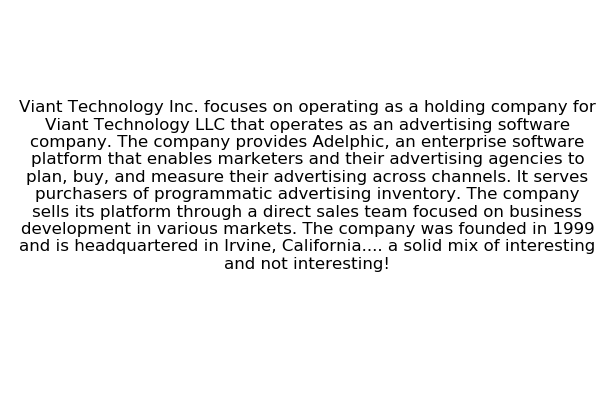 Viant Technology Inc. focuses on operating as a holding company for
Viant Technology LLC that operates as an advertising software
company. The company provides Adelphic, an enterprise software
platform that enables marketers and their advertising agencies to
plan, buy, and measure their advertising across channels. It serves
purchasers of programmatic advertising inventory. The company
sells its platform through a direct sales team focused on business
development in various markets. The company was founded in 1999
and is headquartered in Irvine, California.... a solid mix of interesting
and not interesting!